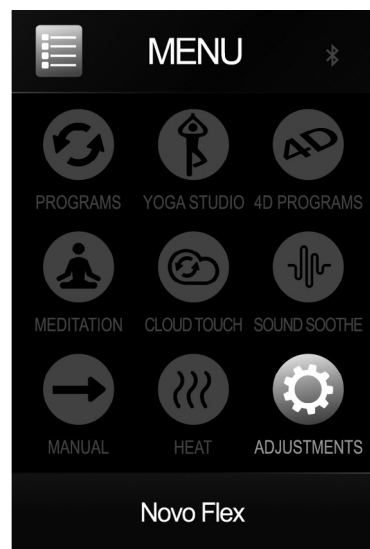 MENU
PROGRAMS YOGA STUDIO 4D PROGRAMS
MEDITATION CLOUD TOUCH SOUND SOOTHE
MANUAL HEAT ADJUSTMENTS
Novo Flex